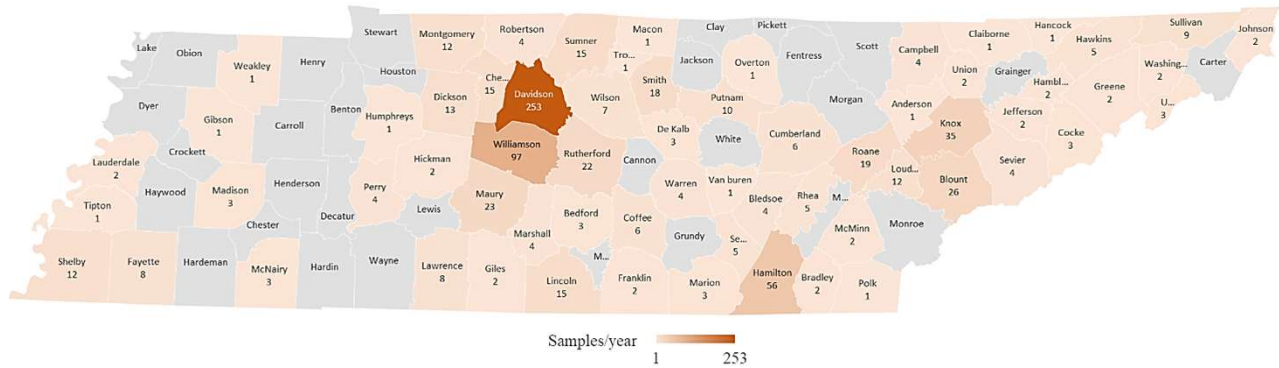 Lake
Obion
Weakley
1
Henry
Stewart
Montgomery
12
Robertson
4
Sumner
15
Macon
1
Tro...
1
Clay
Pickett
Jackson
Overton
1
Fentress
Scott
Campbell
4
Claiborne
1
Hancock
1
Hawkins
5
Sullivan
9
Johnson
2
Carter
Washing...
2
U...
3
Greene
2
Hambl...
2
Grainger
Union
2
Dyer
Gibson
1
Carroll
Benton
Houston
Humphreys
1
Dickson
13
Che...
15
Davidson
253
Wilson
7
Smith
18
Putnam
10
De Kalb
3
White
Cumberland
6
Morgan
Anderson
1
Knox
35
Jefferson
2
Cocke
3
Sevier
4
Blount
26
Loud...
12
Roane
19
Lauderdale
2
Crockett
Haywood
Madison
3
Henderson
Chester
Decatur
Perry
4
Hickman
2
Lewis
Williamson
97
Maury
23
Rutherford
22
Cannon
Warren
4
Van buren
1
Bledsoe
4
Rhea
5
M...
McMinn
2
Monroe
Tipton
1
Shelby
12
Fayette
8
Hardeman
McNairy
3
Hardin
Wayne
Lawrence
8
Giles
2
Marshall
4
Bedford
3
M...
Lincoln
15
Coffee
6
Franklin
2
Grundy
Marion
3
Se...
5
Hamilton
56
Bradley
2
Polk
1
Samples/year
1 253